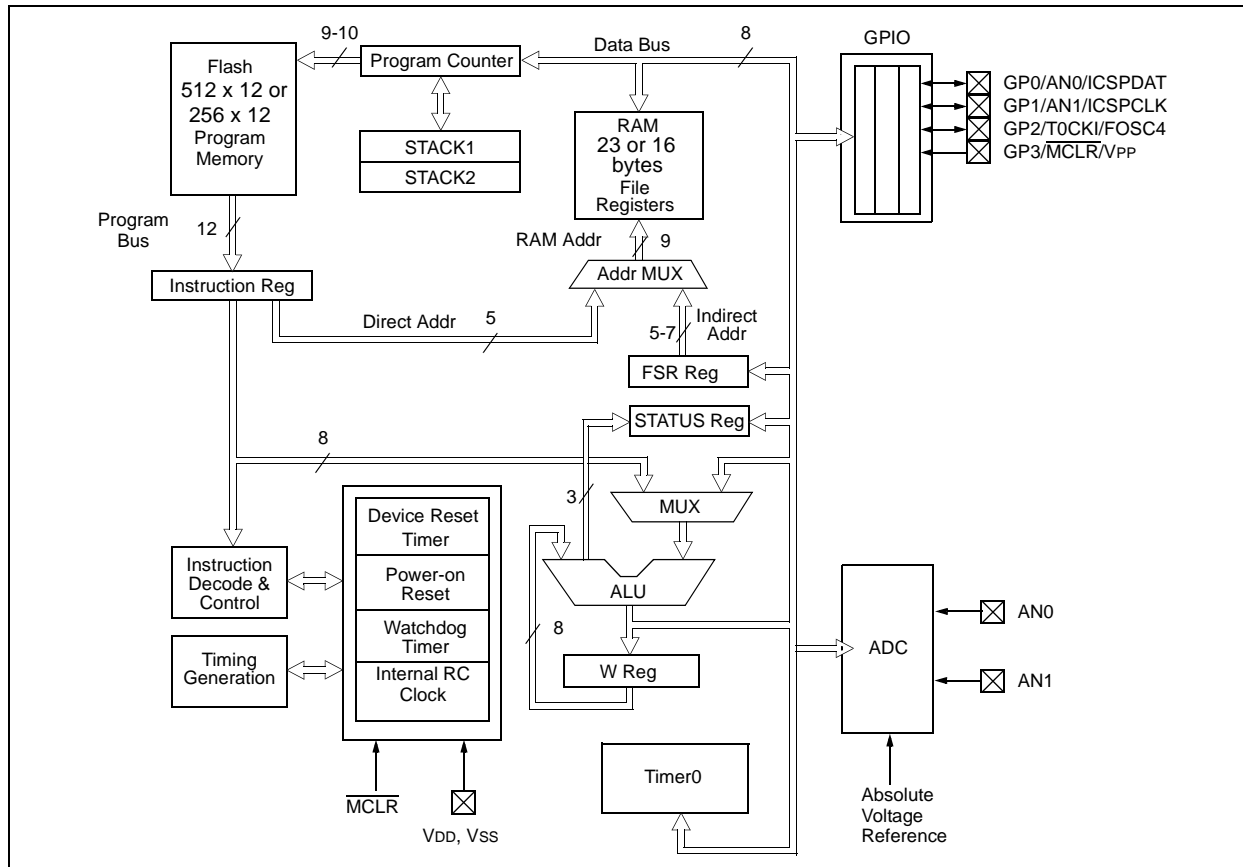 9-10
Program Counter
Data Bus
8
GPIO
Flash
512 x 12 or
256 x 12
Program
Memory
STACK1
STACK2
RAM
23 or 16
bytes
File
Registers
GP0/AN0/ICSPDAT
GP1/AN1/ICSPCLK
GP2/T0CKI/FOSC4
GP3/MCLR/VPP
Program
Bus
12
RAM Addr
9
Instruction Reg
Addr MUX
Direct Addr
5
5-7
Indirect
Addr
FSR Reg
STATUS Reg
8
3
MUX
Device Reset
Timer
Instruction
Decode &
Control
Power-on
Reset
ALU
Watchdog
Timer
8
AN0
Timing
Generation
Internal RC
Clock
W Reg
ADC
AN1
Timer0
MCLR
VDD, VSS
Absolute
Voltage
Reference